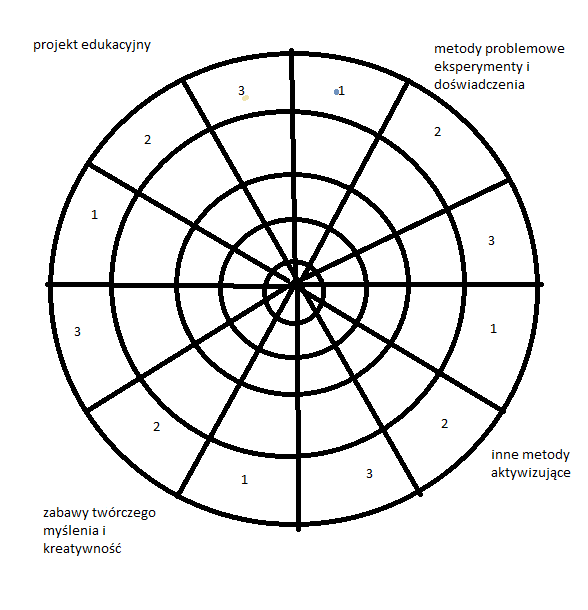 projekt edukacyjny
metody problemowe
eksperymenty i
doświadczenia
3
1
2
2
1
3
3
1
2
2
1
3
inne metody
aktywizujące
zabawy twórczego
myślenia i
kreatywność